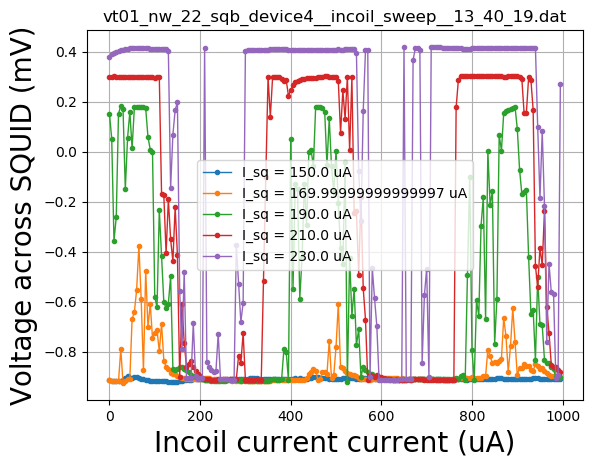 vt01_nw_22_sqb_device4__incoil_sweep__13_40_19.dat
Voltage across SQUID (mV)
0.4
0.2
0.0
−0.2
−0.4
−0.6
−0.8
I_sq = 150.0 uA
I_sq = 169.99999999999997 uA
I_sq = 190.0 uA
I_sq = 210.0 uA
I_sq = 230.0 uA
0 200 400 600 800 1000
Incoil current current (uA)